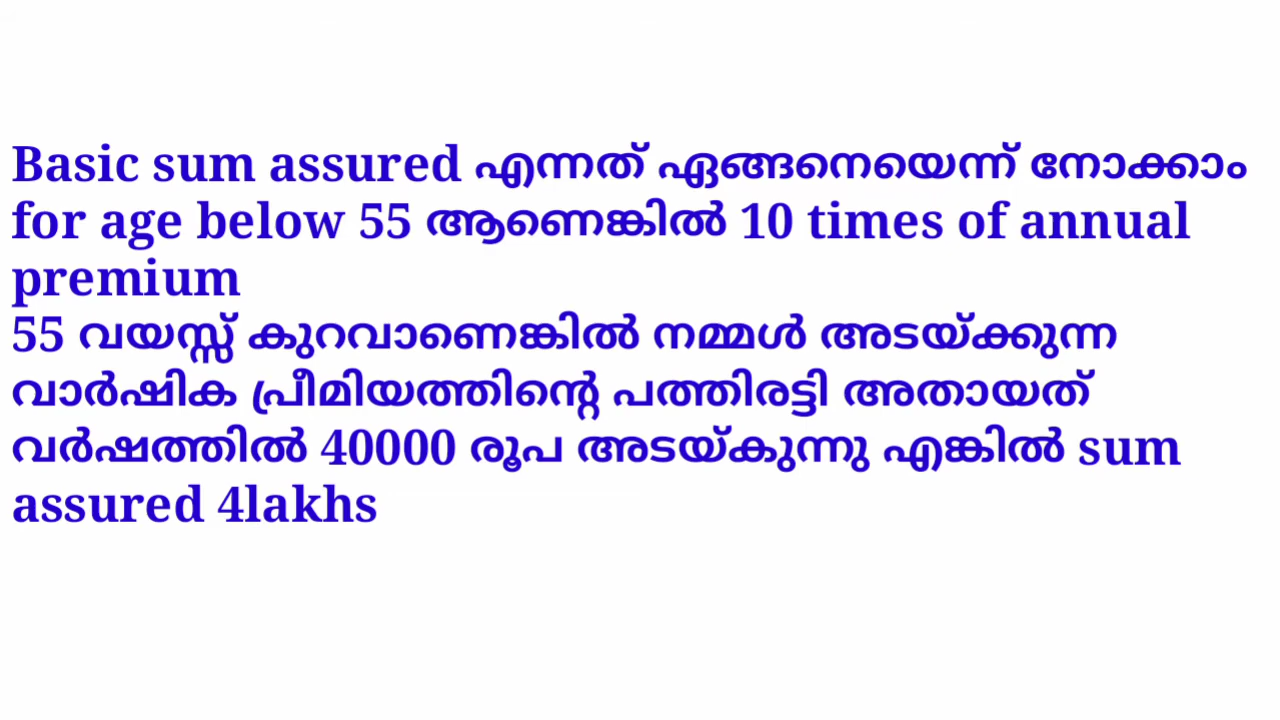 Basic sum assured എന്നത് ഏങ്ങനെയെന്ന് നോക്കാം
for age below 55 ആണെങ്കിൽ 10 times of annual
premium
55 വയസ്സ് കുറവാണെങ്കിൽ നമ്മൾ അടയ്ക്കുന്ന
വാർഷിക പ്രീമിയത്തിന്റെ പത്തിരട്ടി അതായത്
വർഷത്തിൽ 40000 രൂപ അടയ്കുന്നു എങ്കിൽ sum
assured 4lakhs